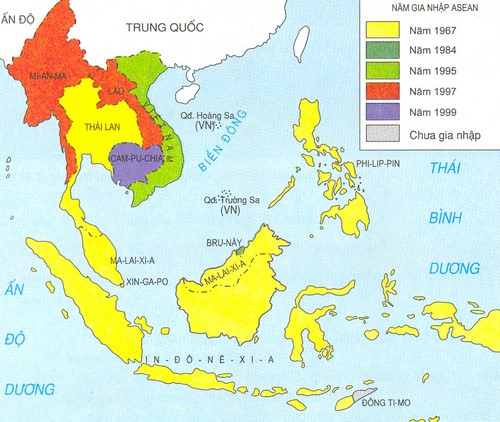 ẤN ĐỘ
TRUNG QUỐC
NĂM GIA NHẬP ASEAN
Năm 1967
Năm 1984
Năm 1995
Năm 1997
Năm 1999
Chưa gia nhập
MI-AN-MA
LÀO
VIỆT NAM
THÁI LAN
CAM-PU-CHIA
Qđ. Hoàng Sa
(VN)
BIỂN ĐÔNG
Qđ. Trường Sa
(VN)
PHI-LIP-PIN
THÁI
BÌNH
DƯƠNG
BRU-NÂY
MA-LAI-XI-A
MA-LAI-XI-A
XIN-GA-PO
ẤN
ĐỘ
DƯƠNG
IN-ĐÔ-NÊ-XI-A
ĐÔNG TI-MO